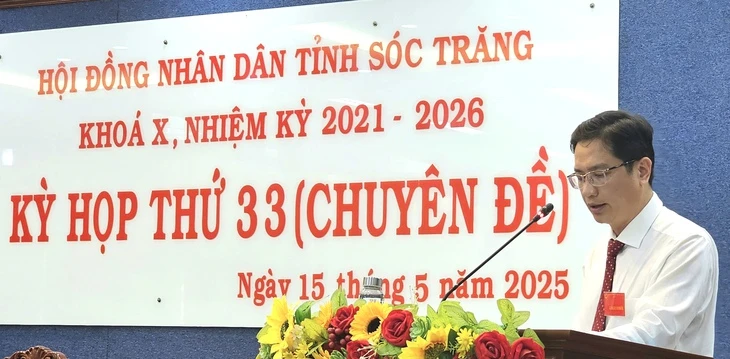 HỘI ĐỒNG NHÂN DÂN TỈNH SÓC TRĂNG
KHOÁ X, NHIỆM KỲ 2021 - 2026
KỲ HỌP THỨ 33 (CHUYÊN ĐỀ)
Ngày 15 tháng 5 năm 2025